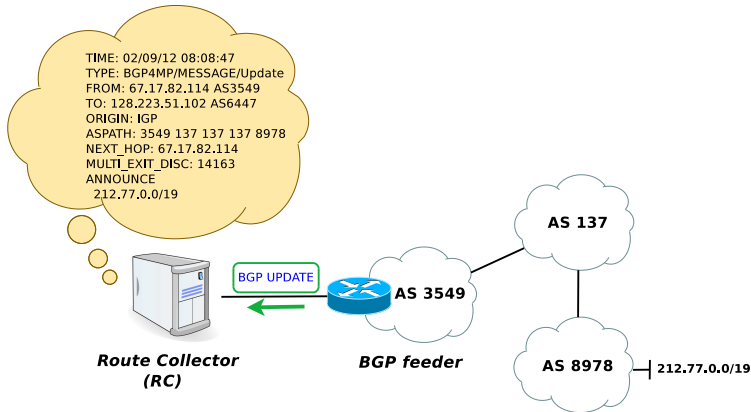 TIME: 02/09/12 08:08:47
TYPE: BGP4MP/MESSAGE/Update
FROM: 67.17.82.114 AS3549
TO: 128.223.51.102 AS6447
ORIGIN: IGP
ASPATH: 3549 137 137 137 8978
NEXT_HOP: 67.17.82.114
MULTI_EXIT_DISC: 14163
ANNOUNCE
212.77.0.0/19
AS 137
BGP UPDATE
AS 3549
Route Collector
(RC)
BGP feeder
AS 8978
212.77.0.0/19